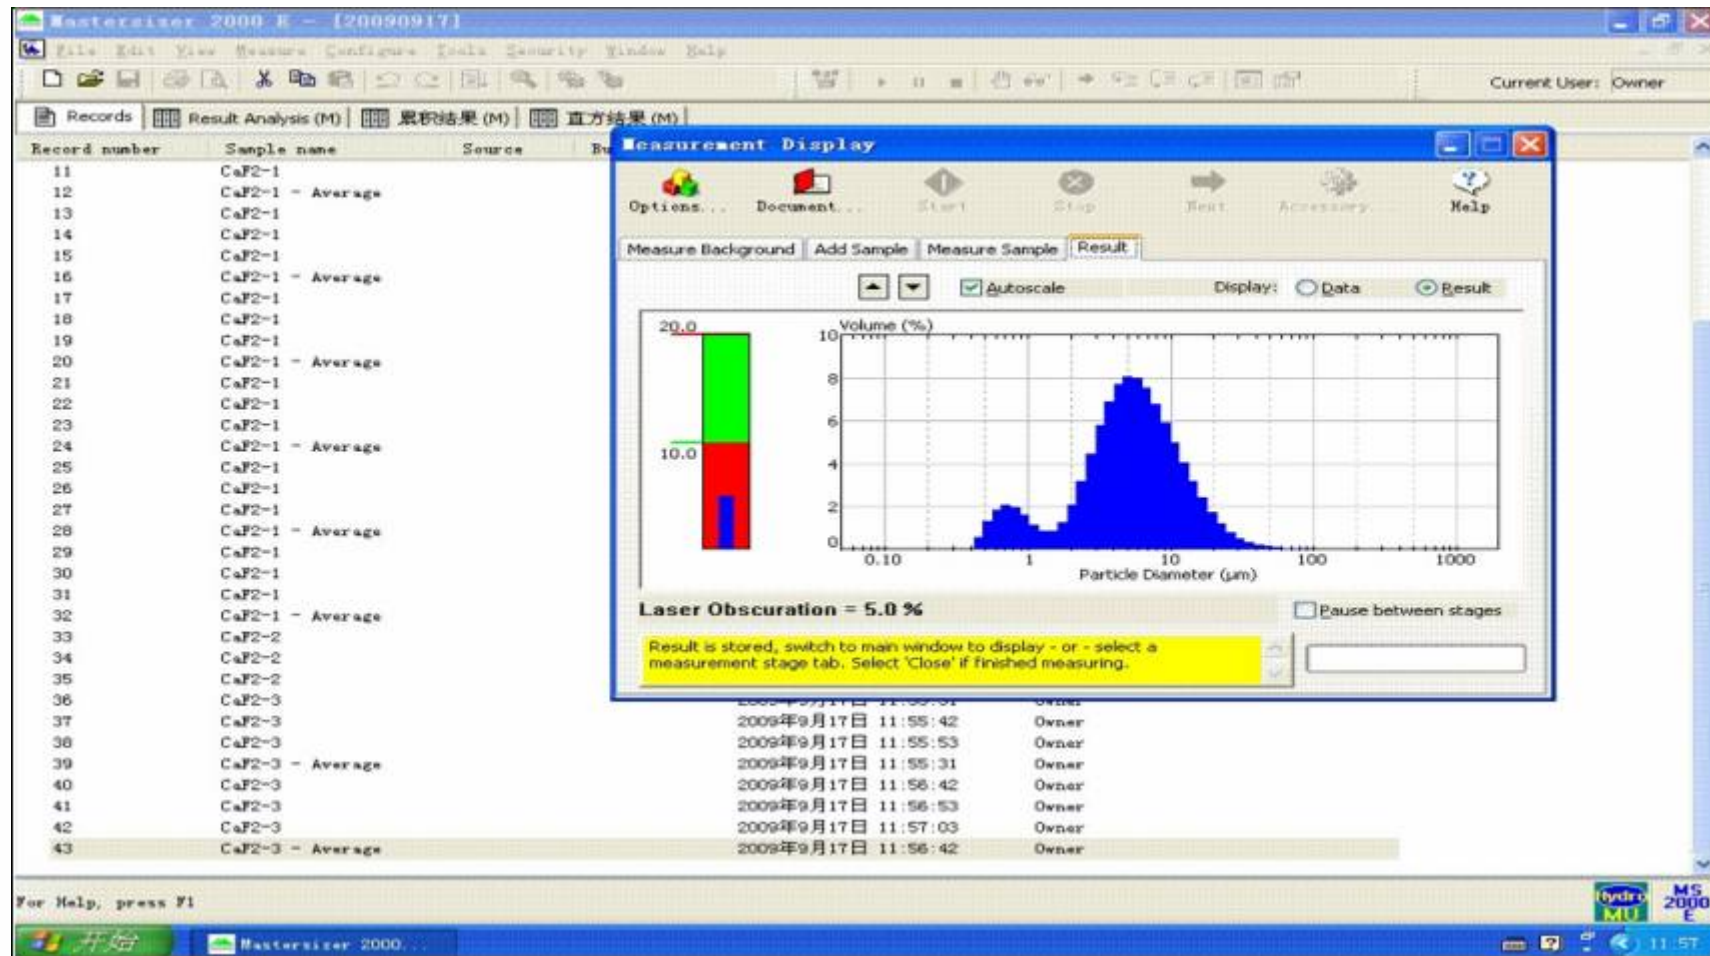 Mastersizer 2000 E - [20090917]
File Edit View Measure Configure Tools Security Window Help
Current User: Owner
Records Result Analysis (M) 累积结果 (M) 直方结果 (M)
Record number Sample name Source
11 CaF2-1
12 CaF2-1 - Average
13 CaF2-1
14 CaF2-1
15 CaF2-1
16 CaF2-1 - Average
17 CaF2-1
18 CaF2-1
19 CaF2-1
20 CaF2-1 - Average
21 CaF2-1
22 CaF2-1
23 CaF2-1
24 CaF2-1 - Average
25 CaF2-1
26 CaF2-1
27 CaF2-1
28 CaF2-1 - Average
29 CaF2-1
30 CaF2-1
31 CaF2-1
32 CaF2-1 - Average
33 CaF2-2
34 CaF2-2
35 CaF2-2
36 CaF2-3
37 CaF2-3 2009年9月17日 11:55:42 Owner
38 CaF2-3 2009年9月17日 11:55:53 Owner
39 CaF2-3 - Average 2009年9月17日 11:55:31 Owner
40 CaF2-3 2009年9月17日 11:56:42 Owner
41 CaF2-3 2009年9月17日 11:56:53 Owner
42 CaF2-3 2009年9月17日 11:57:03 Owner
43 CaF2-3 - Average 2009年9月17日 11:56:42 Owner
Measurement Display
Options... Document... Start Stop Next Accessory Help
Measure Background Add Sample Measure Sample Result
Autoscale Display: Data Result
20.0
10.0
Volume (%)
10
8
6
4
2
0
0.10 1 10 100 1000
Particle Diameter (µm)
Laser Obscuration = 5.0 %
Pause between stages
Result is stored, switch to main window to display - or - select a
measurement stage tab. Select 'Close' if finished measuring.
For Help, press F1
Hydro MU
MS 2000 E
开始 Mastersizer 2000... 11:57